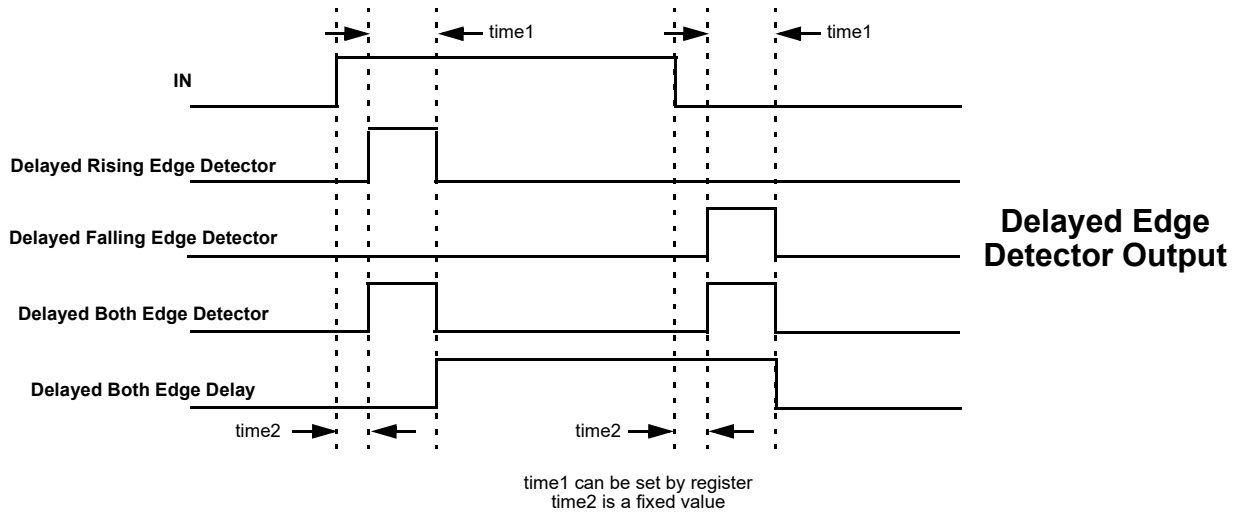 time1
time1
IN
Delayed Rising Edge Detector
Delayed Falling Edge Detector
Delayed Edge
Detector Output
Delayed Both Edge Detector
Delayed Both Edge Delay
time2
time2
time1 can be set by register
time2 is a fixed value